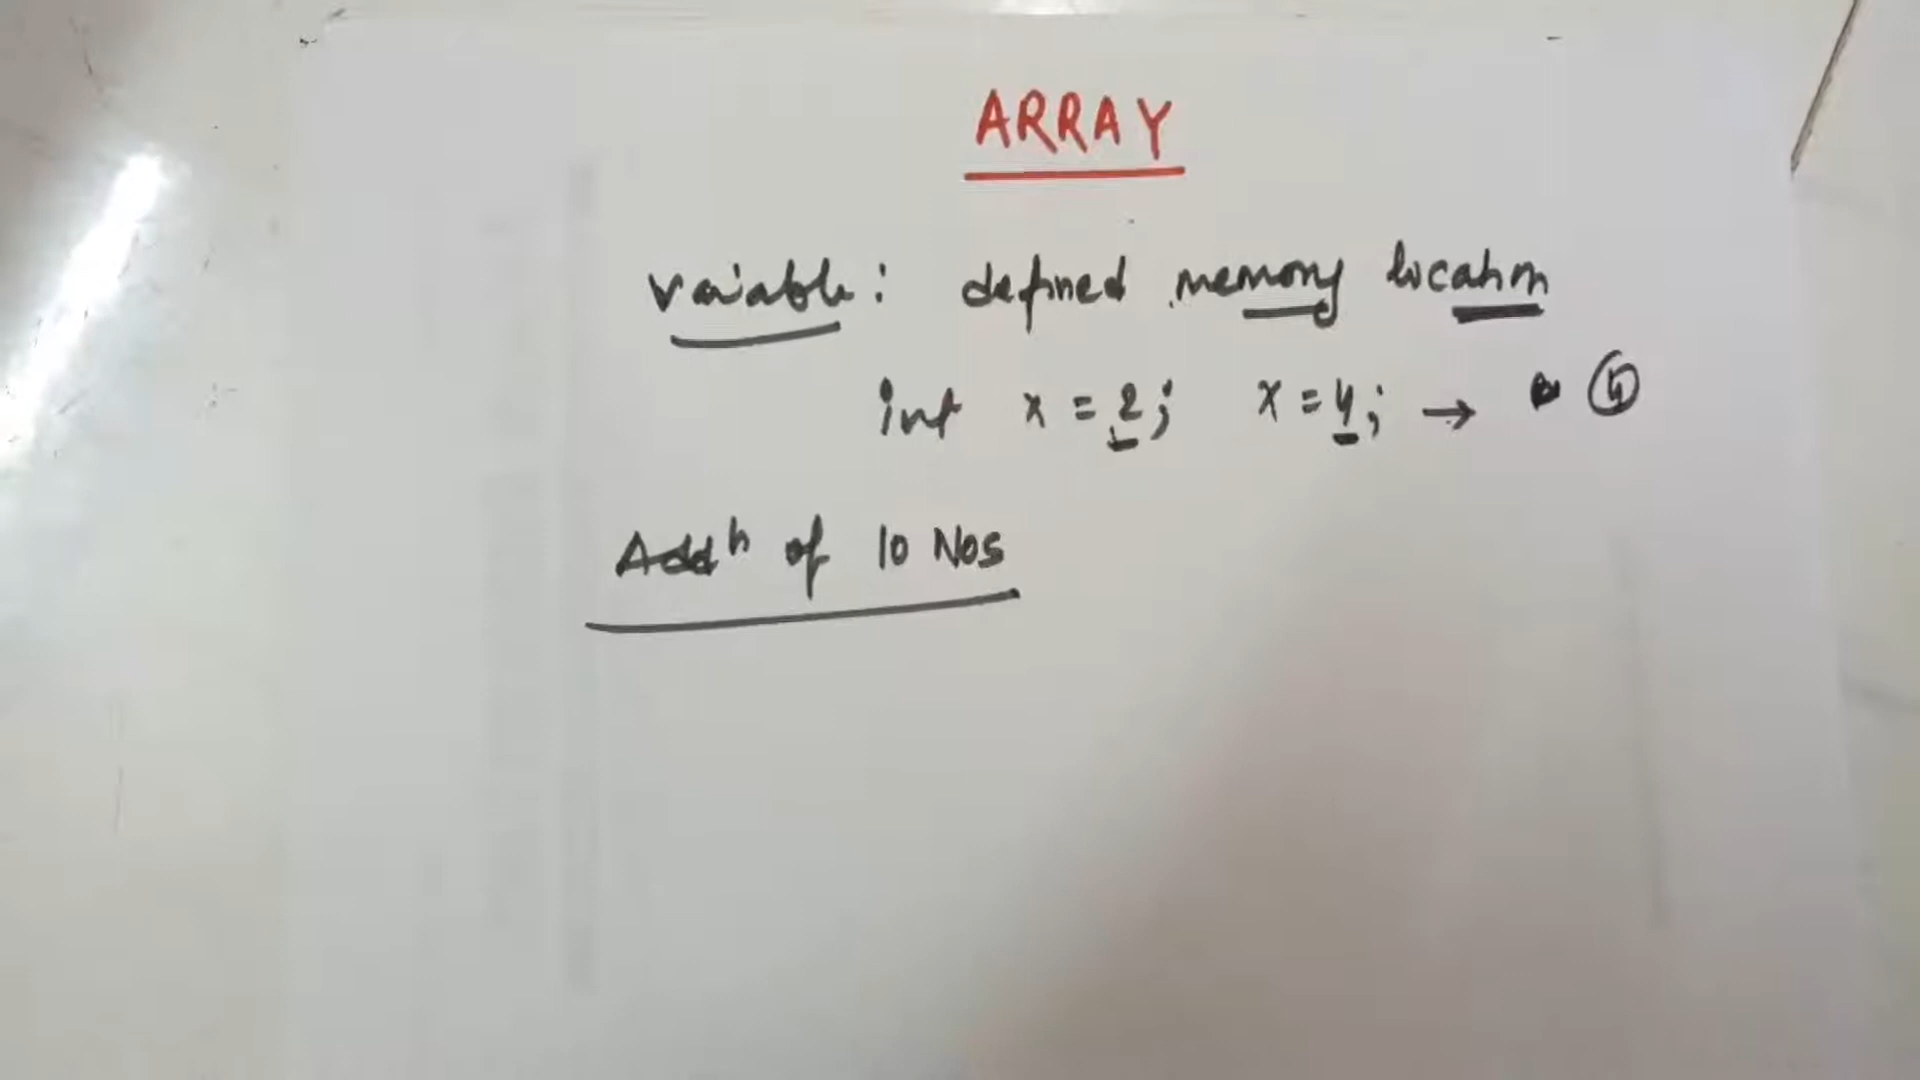 ARRAY
Variable : defined memory location
int x = 2; x = 4; → 4
Addn of 10 Nos